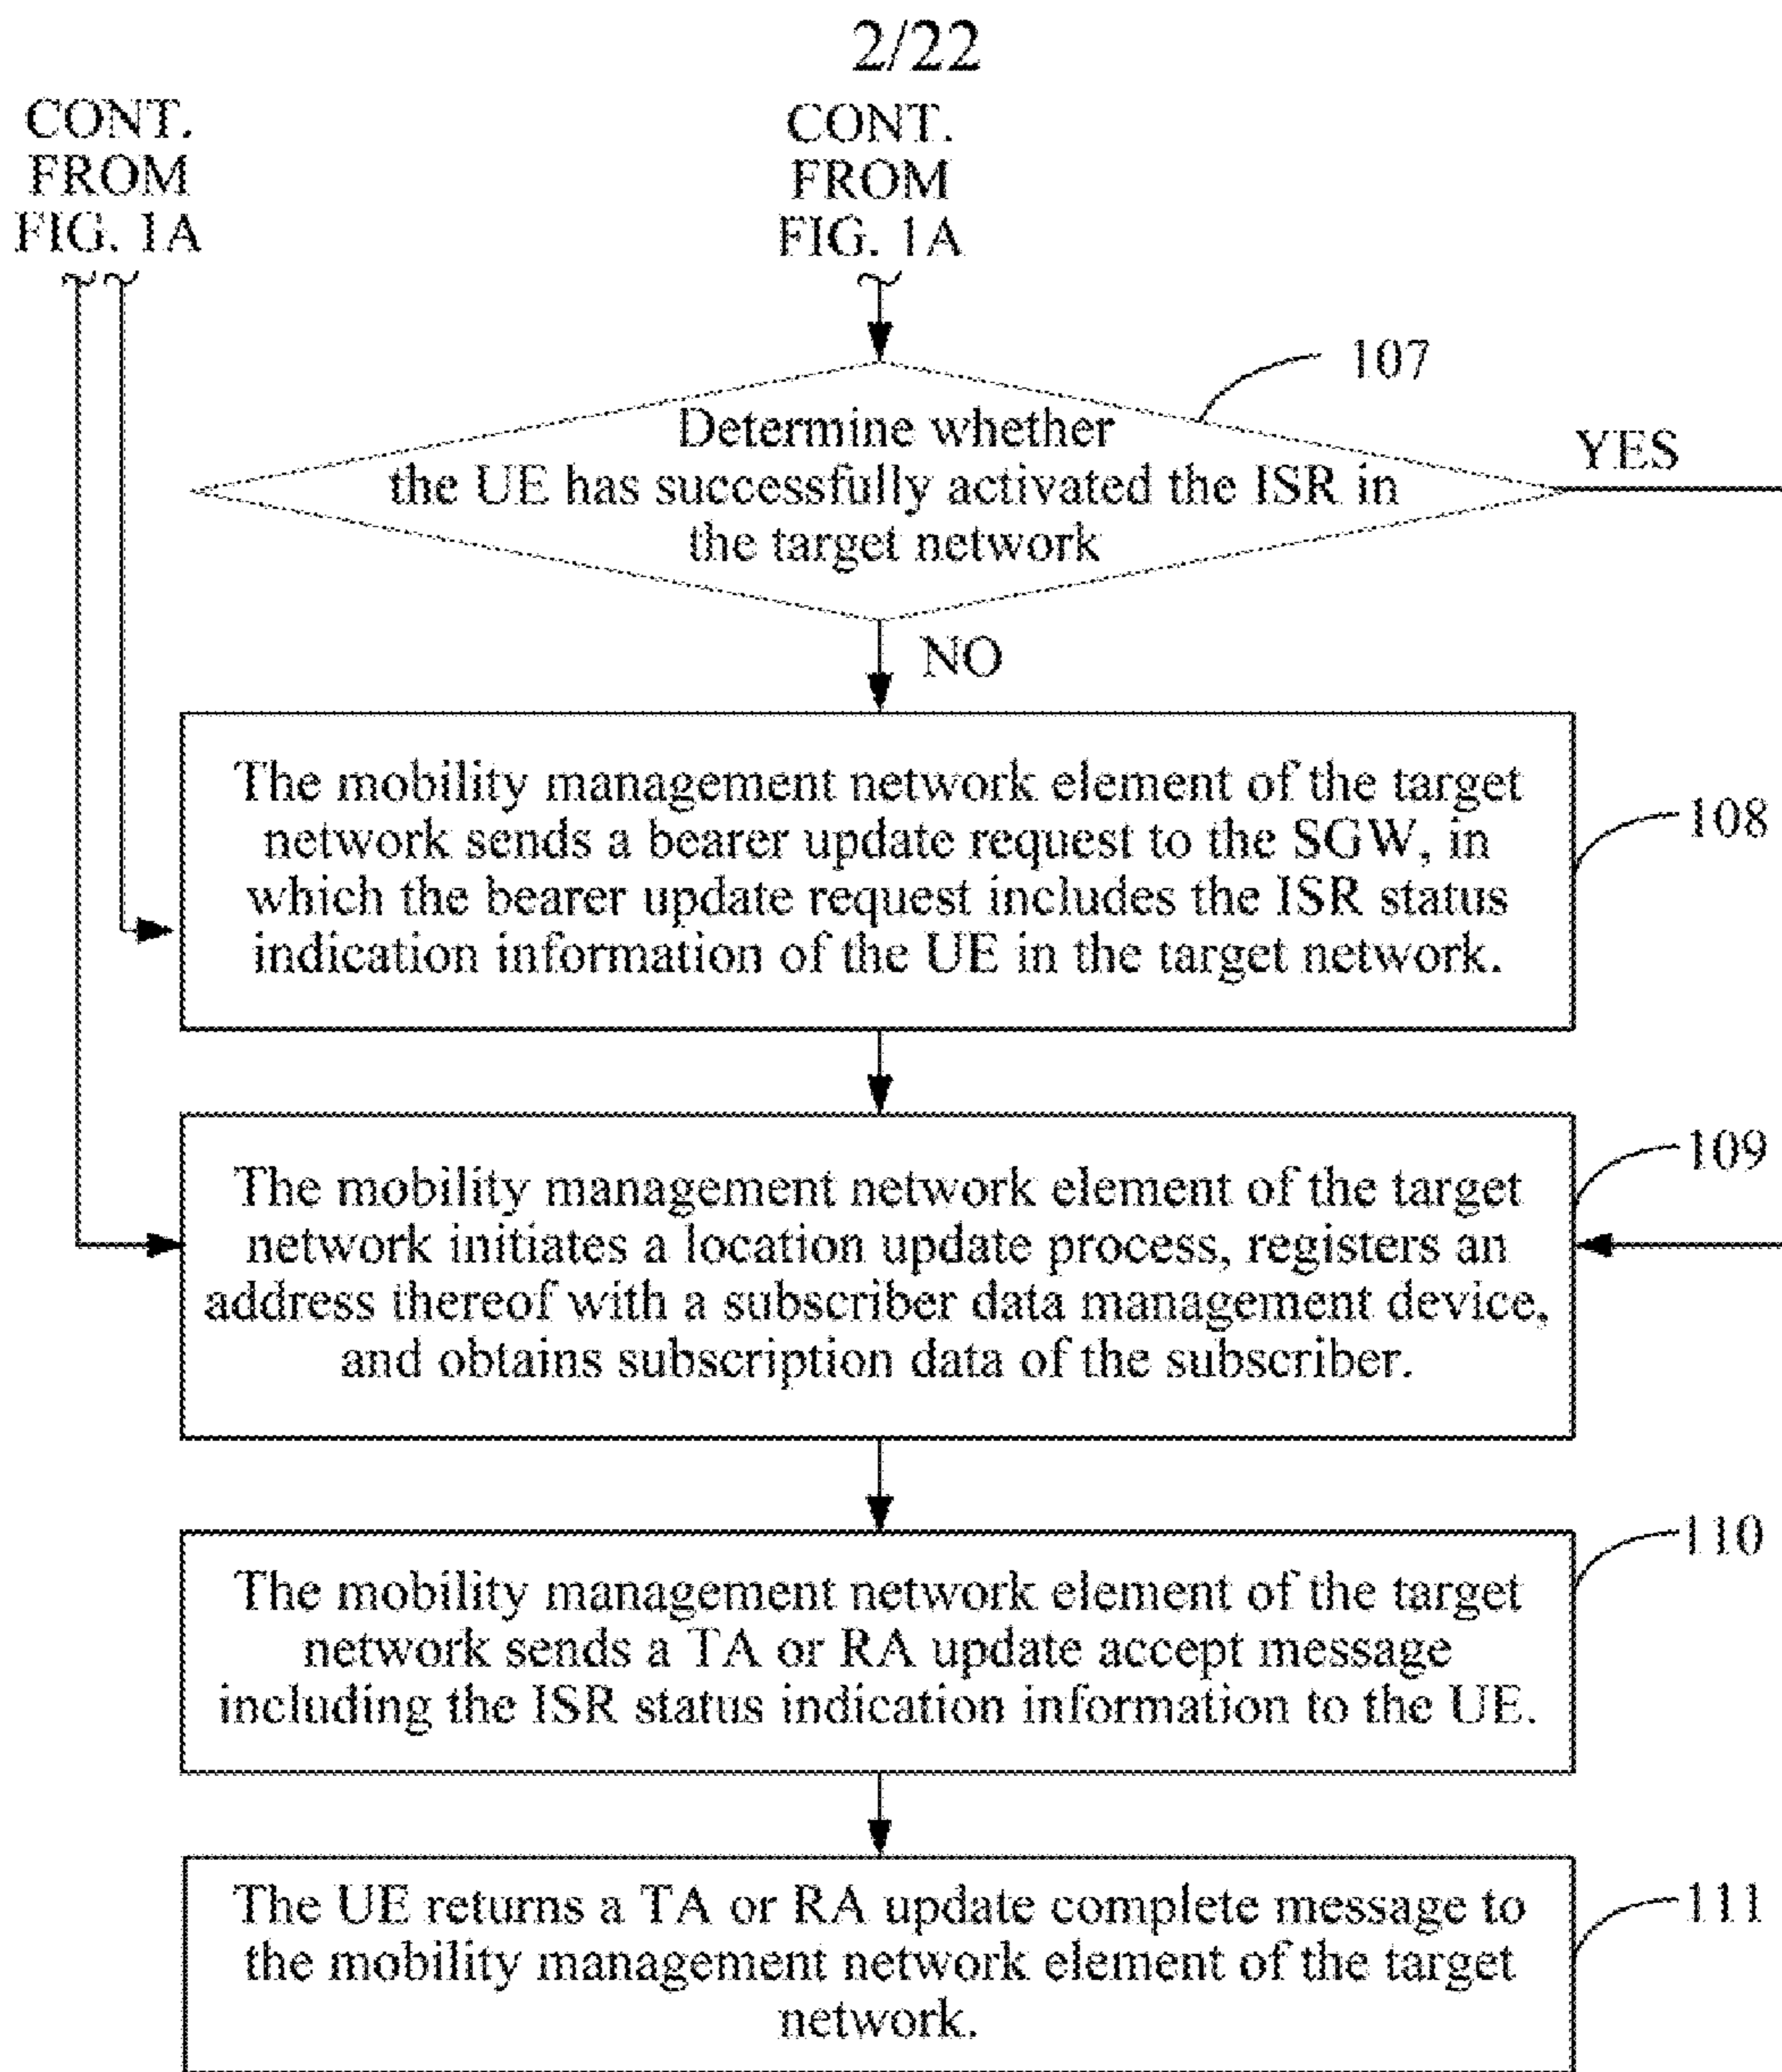 2/22
CONT.
FROM
FIG. 1A
CONT.
FROM
FIG. 1A
107
Determine whether
the UE has successfully activated the ISR in
the target network
YES
NO
The mobility management network element of the target
network sends a bearer update request to the SGW, in
which the bearer update request includes the ISR status
indication information of the UE in the target network.
108
The mobility management network element of the target
network initiates a location update process, registers an
address thereof with a subscriber data management device,
and obtains subscription data of the subscriber.
109
The mobility management network element of the target
network sends a TA or RA update accept message
including the ISR status indication information to the UE.
110
The UE returns a TA or RA update complete message to
the mobility management network element of the target
network.
111